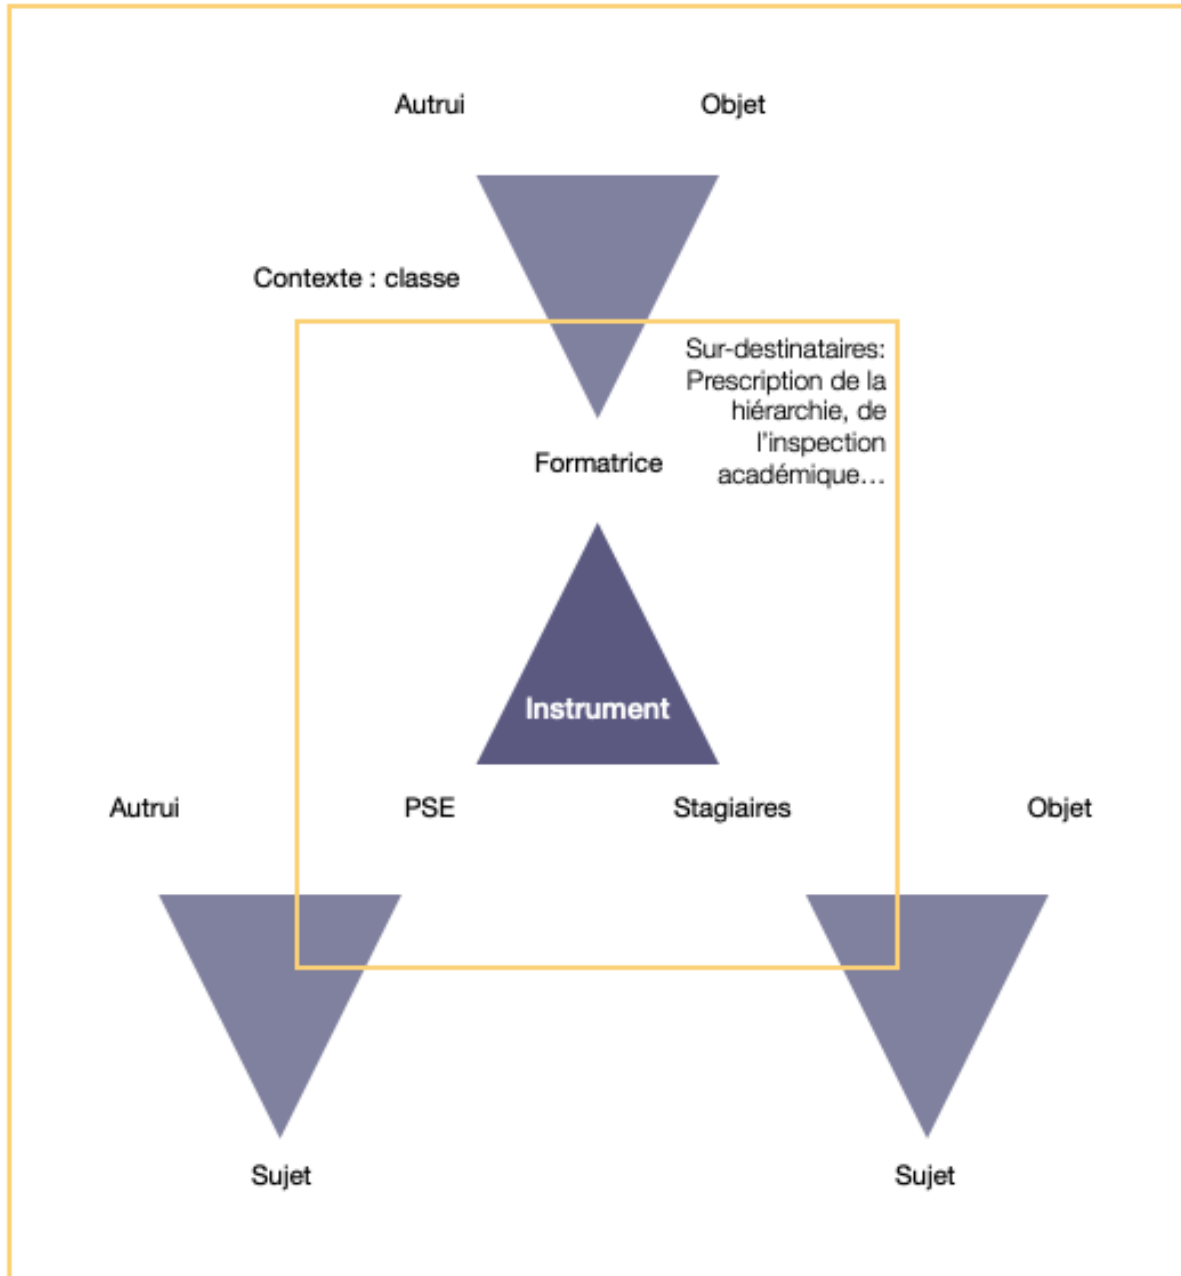 Autrui
Objet
Contexte : classe
Sur-destinataires:
Prescription de la
hiérarchie, de
l'inspection
académique…
Formatrice
Instrument
Autrui
PSE
Stagiaires
Objet
Sujet
Sujet